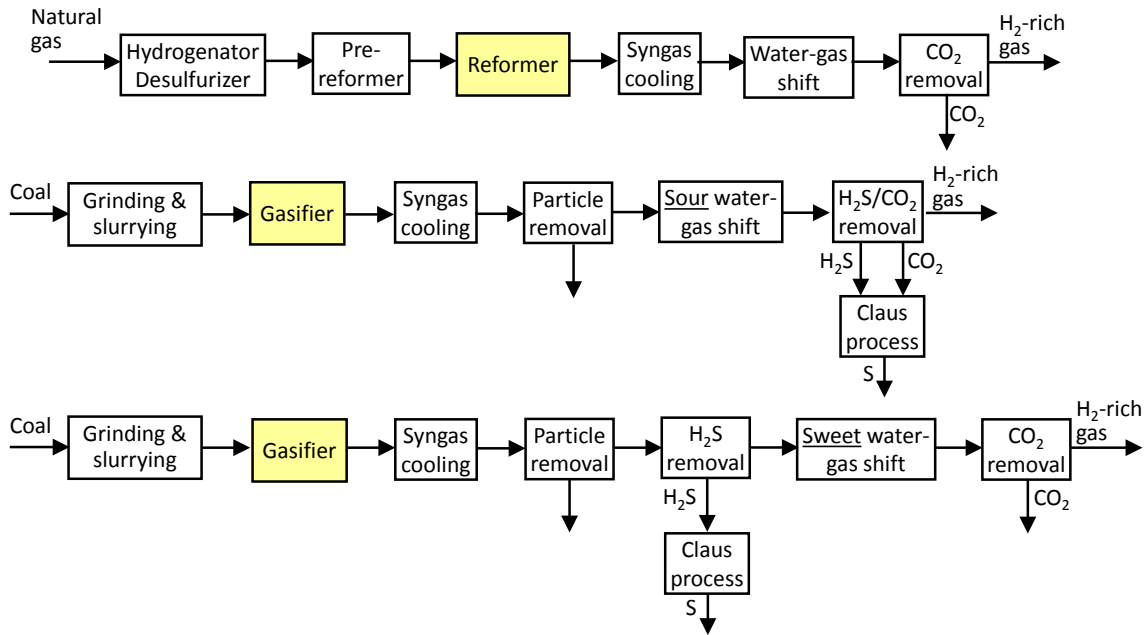 Natural
gas
Hydrogenator
Desulfurizer
Pre-
reformer
Reformer
Syngas
cooling
Water-gas
shift
CO₂
removal
H₂-rich
gas
CO₂
Coal
Grinding &
slurrying
Gasifier
Syngas
cooling
Particle
removal
Sour water-
gas shift
H₂S/CO₂
removal
H₂-rich
gas
H₂S
CO₂
Claus
process
S
Coal
Grinding &
slurrying
Gasifier
Syngas
cooling
Particle
removal
H₂S
removal
Sweet water-
gas shift
CO₂
removal
H₂-rich
gas
H₂S
CO₂
Claus
process
S